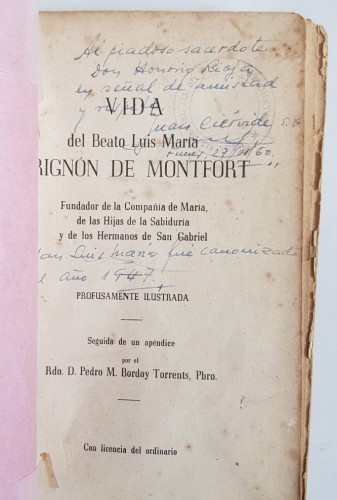 Al piadoso sacerdote
Don Honorio Rioja
en señal de amistad
y
VIDA
Juan
del Beato Luis María
RIGNÓN DE MONTFORT
Fundador de la Compañía de María,
de las Hijas de la Sabiduría
y de los Hermanos de San Gabriel
San Luis María fue canonizado
el año 1947.
PROFUSAMENTE ILUSTRADA
Seguida de un apéndice
por el
Rdo. D. Pedro M. Bordoy Torrents, Pbro.
Con licencia del ordinario